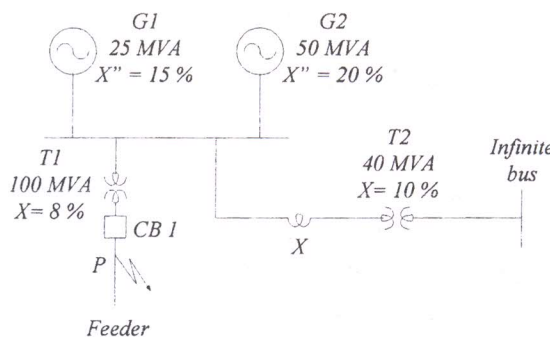 G1
25 MVA
X” = 15 %
G2
50 MVA
X” = 20 %
T1
100 MVA
X= 8 %
CB 1
P
Feeder
X
T2
40 MVA
X= 10 %
Infinite
bus